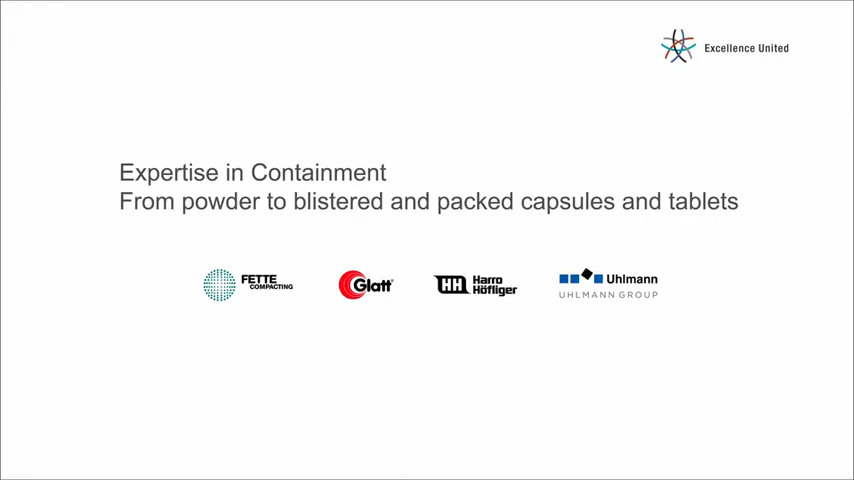 Excellence United
Expertise in Containment
From powder to blistered and packed capsules and tablets
FETTE
COMPACTING
Glatt®
HH Harro
Höfliger
Uhlmann
UHLMANN GROUP